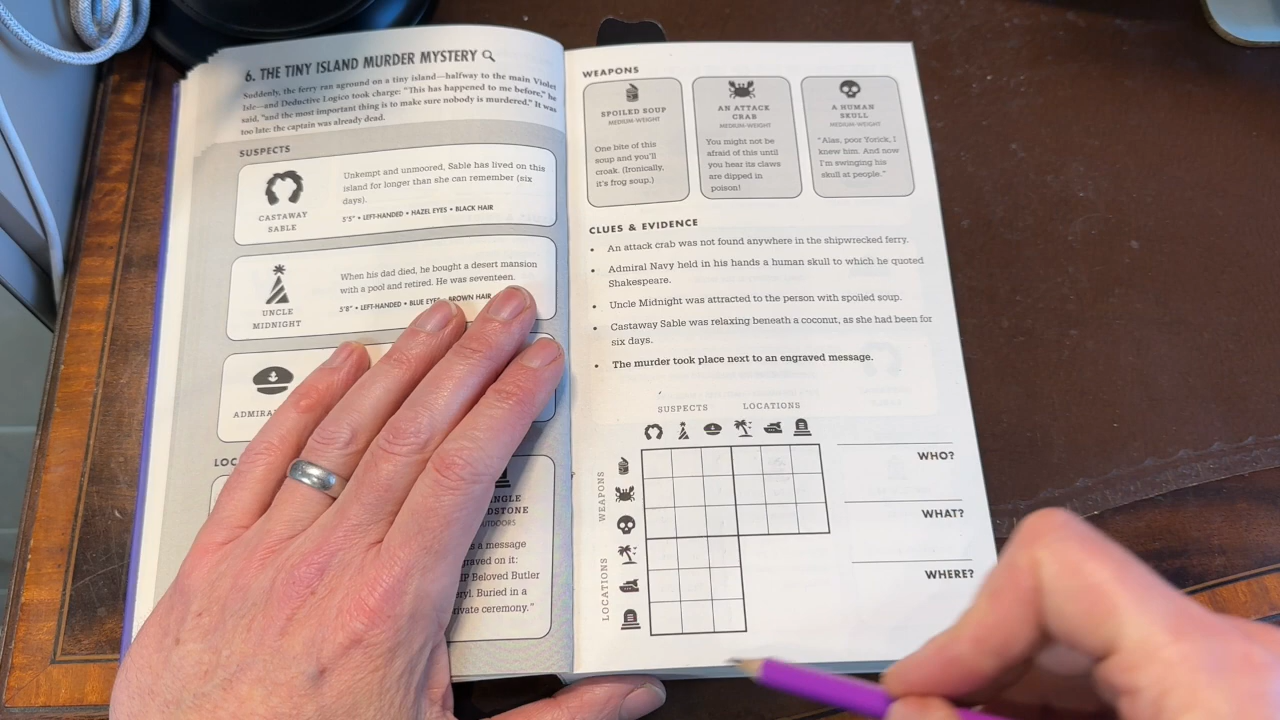 6. THE TINY ISLAND MURDER MYSTERY
Suddenly, the ferry ran aground on a tiny island—halfway to the main Violet
Isle—and Deductive Logico took charge: "This has happened to me before," he
said, "and the most important thing is to make sure nobody is murdered." It was
too late: the captain was already dead.
SUSPECTS
CASTAWAY
SABLE
Unkempt and unmoored, Sable has lived on this
island for longer than she can remember (six
days).
5'5" • LEFT-HANDED • HAZEL EYES • BLACK HAIR
UNCLE
MIDNIGHT
When his dad died, he bought a desert mansion
with a pool and retired. He was seventeen.
5'8" • LEFT-HANDED • BLUE EYES • BROWN HAIR
WEAPONS
SPOILED SOUP
MEDIUM-WEIGHT
One bite of this
soup and you'll
croak. (Ironically,
it's frog soup.)
AN ATTACK
CRAB
MEDIUM-WEIGHT
You might not be
afraid of this until
you hear its claws
are dipped in
poison!
A HUMAN
SKULL
MEDIUM-WEIGHT
"Alas, poor Yorick, I
knew him. And now
I'm swinging his
skull at people."
CLUES & EVIDENCE
• An attack crab was not found anywhere in the shipwrecked ferry.
• Admiral Navy held in his hands a human skull to which he quoted
Shakespeare.
• Uncle Midnight was attracted to the person with spoiled soup.
• Castaway Sable was relaxing beneath a coconut, as she had been for
six days.
• The murder took place next to an engraved message.
SUSPECTS LOCATIONS
WEAPONS
LOCATIONS
WHO?
WHAT?
WHERE?
message
on it:
Beloved Butler
Buried in a
ceremony."